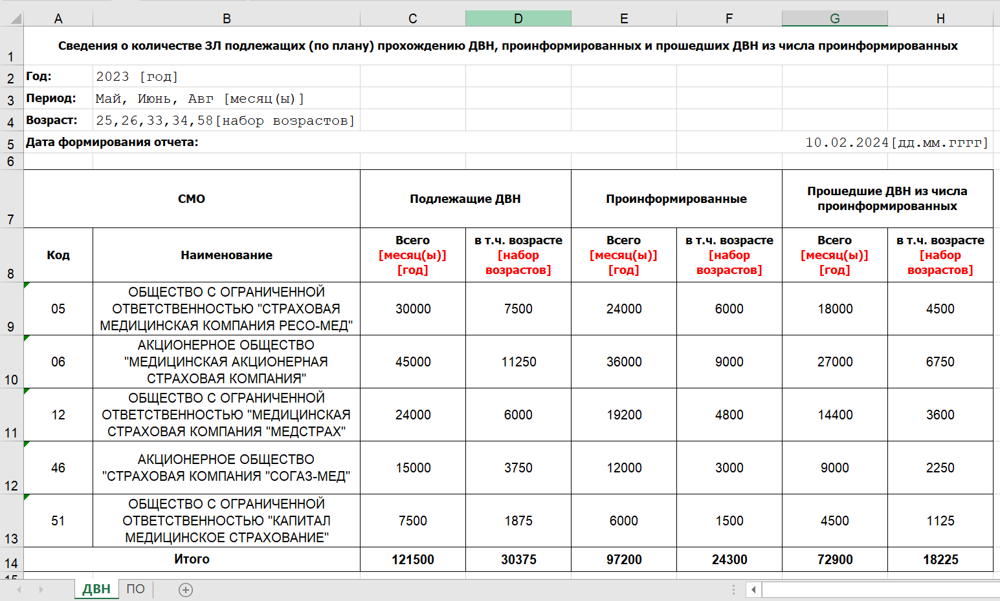 A B C D E F G H
1 Сведения о количестве ЗЛ подлежащих (по плану) прохождению ДВН, проинформированных и прошедших ДВН из числа проинформированных
2 Год: 2023 [год]
3 Период: Май, Июнь, Авг [месяц(ы)]
4 Возраст: 25,26,33,34,58[набор возрастов]
5 Дата формирования отчета: 10.02.2024[дд.мм.гггг]
6
7 СМО Подлежащие ДВН Проинформированные Прошедшие ДВН из числа
проинформированных
8 Код Наименование Всего в т.ч. возрасте Всего в т.ч. возрасте Всего в т.ч. возрасте
[месяц(ы)] [набор [месяц(ы)] [набор [месяц(ы)] [набор
[год] возрастов] [год] возрастов] [год] возрастов]
ОБЩЕСТВО С ОГРАНИЧЕННОЙ
9 05 ОТВЕТСТВЕННОСТЬЮ "СТРАХОВАЯ 30000 7500 24000 6000 18000 4500
МЕДИЦИНСКАЯ КОМПАНИЯ РЕСО-МЕД"
АКЦИОНЕРНОЕ ОБЩЕСТВО
10 06 "МЕДИЦИНСКАЯ АКЦИОНЕРНАЯ 45000 11250 36000 9000 27000 6750
СТРАХОВАЯ КОМПАНИЯ"
ОБЩЕСТВО С ОГРАНИЧЕННОЙ
11 12 ОТВЕТСТВЕННОСТЬЮ "МЕДИЦИНСКАЯ 24000 6000 19200 4800 14400 3600
СТРАХОВАЯ КОМПАНИЯ "МЕДСТРАХ"
АКЦИОНЕРНОЕ ОБЩЕСТВО
12 46 "СТРАХОВАЯ КОМПАНИЯ "СОГАЗ-МЕД" 15000 3750 12000 3000 9000 2250
ОБЩЕСТВО С ОГРАНИЧЕННОЙ
13 51 ОТВЕТСТВЕННОСТЬЮ "КАПИТАЛ 7500 1875 6000 1500 4500 1125
МЕДИЦИНСКОЕ СТРАХОВАНИЕ"
14 Итого 121500 30375 97200 24300 72900 18225
15
ДВН ПО